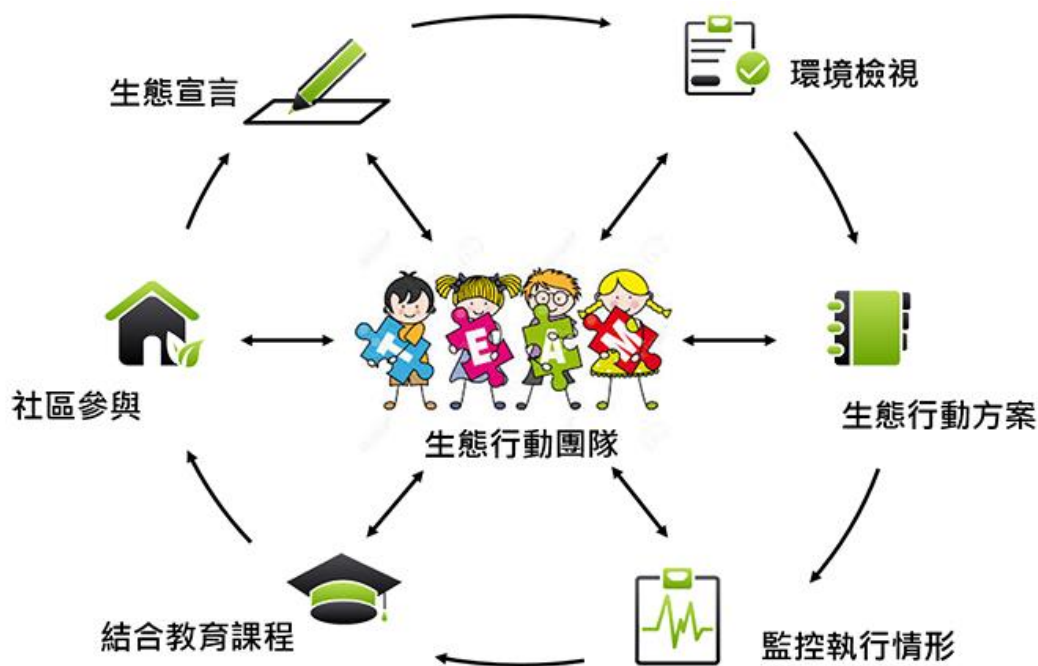 生態宣言
環境檢視
社區參與
TEAM
生態行動團隊
生態行動方案
結合教育課程
監控執行情形